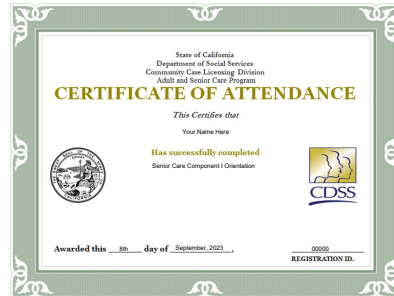 State of California
Department of Social Services
Community Care Licensing Division
Adult and Senior Care Program
CERTIFICATE OF ATTENDANCE
This Certifies that
Your Name Here
Has successfully completed
Senior Care Component I Orientation
CDSS
Awarded this 8th day of September, 2023,
00000
REGISTRATION ID.